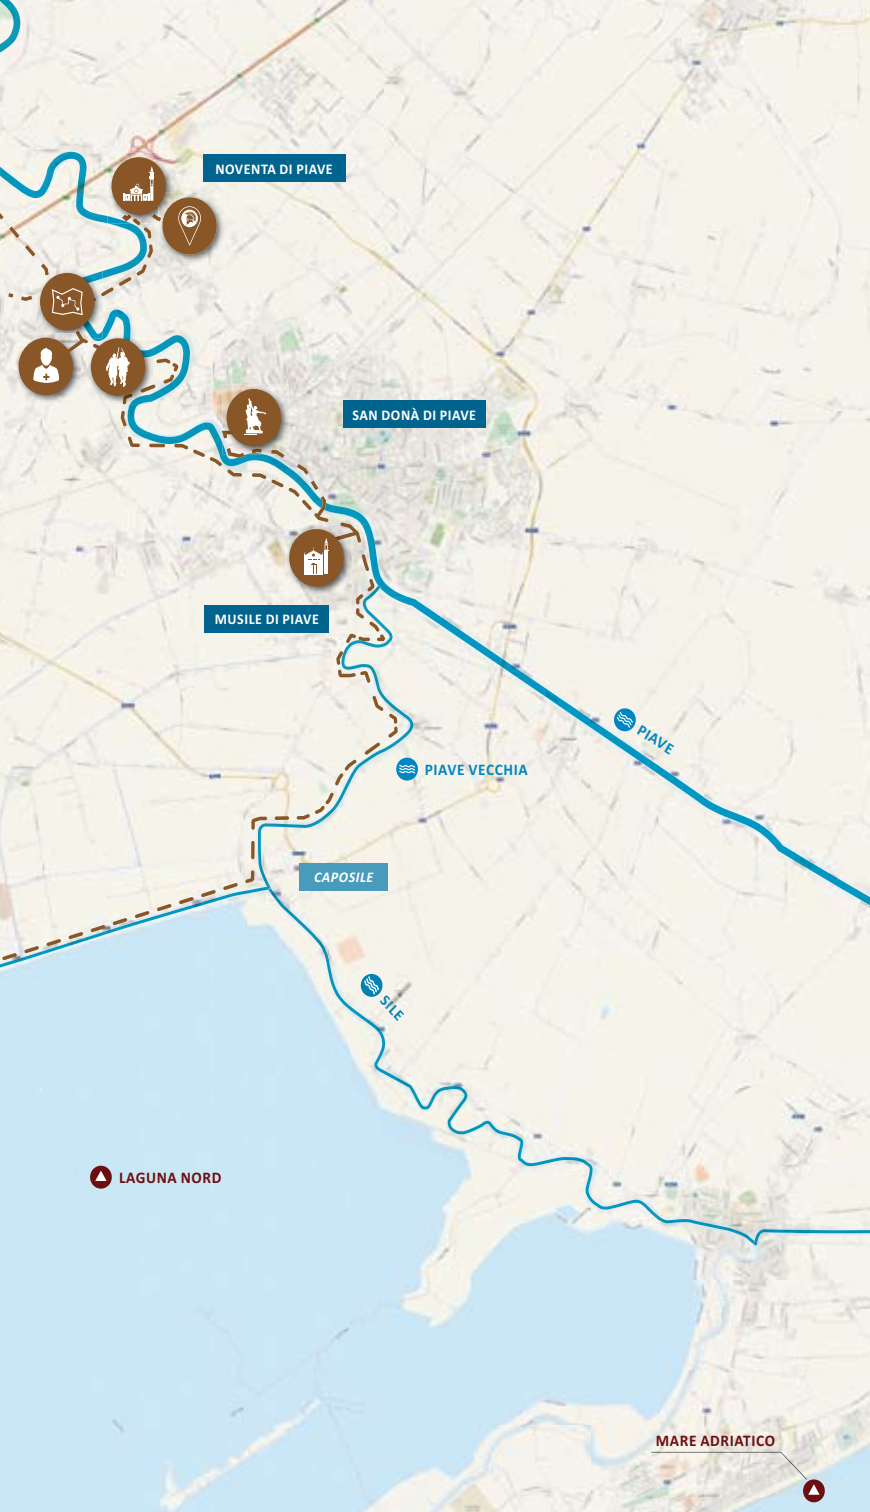 NOVENTA DI PIAVE
SAN DONÀ DI PIAVE
MUSILE DI PIAVE
PIAVE
PIAVE VECCHIA
CAPOSILE
SILE
LAGUNA NORD
MARE ADRIATICO